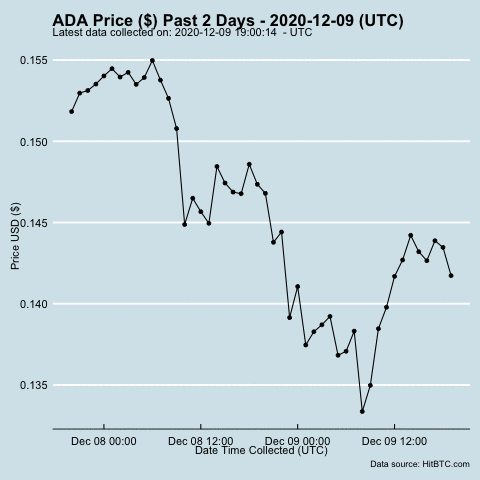 ADA Price ($) Past 2 Days - 2020-12-09 (UTC)
Latest data collected on: 2020-12-09 19:00:14 - UTC
0.155
0.150
0.145
0.140
0.135
Price USD ($)
Dec 08 00:00 Dec 08 12:00 Dec 09 00:00 Dec 09 12:00
Date Time Collected (UTC)
Data source: HitBTC.com